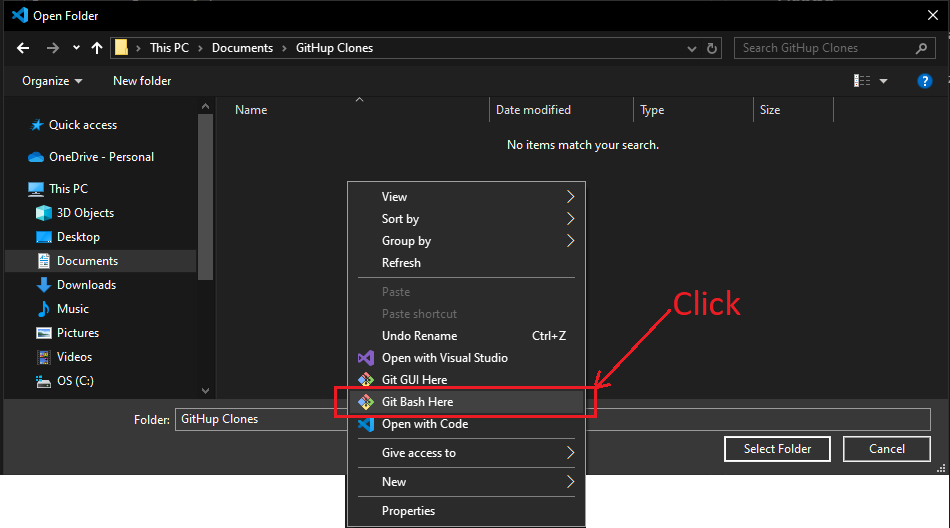 Open Folder
This PC > Documents > GitHup Clones
Search GitHup Clones
Organize
New folder
?
Name
Date modified
Type
Size
No items match your search.
Quick access
OneDrive - Personal
This PC
3D Objects
Desktop
Documents
Downloads
Music
Pictures
Videos
OS (C:)
View
Sort by
Group by
Refresh
Paste
Paste shortcut
Undo Rename Ctrl+Z
Open with Visual Studio
Git GUI Here
Git Bash Here
Open with Code
Give access to
New
Properties
Click
Folder: GitHup Clones
Select Folder
Cancel